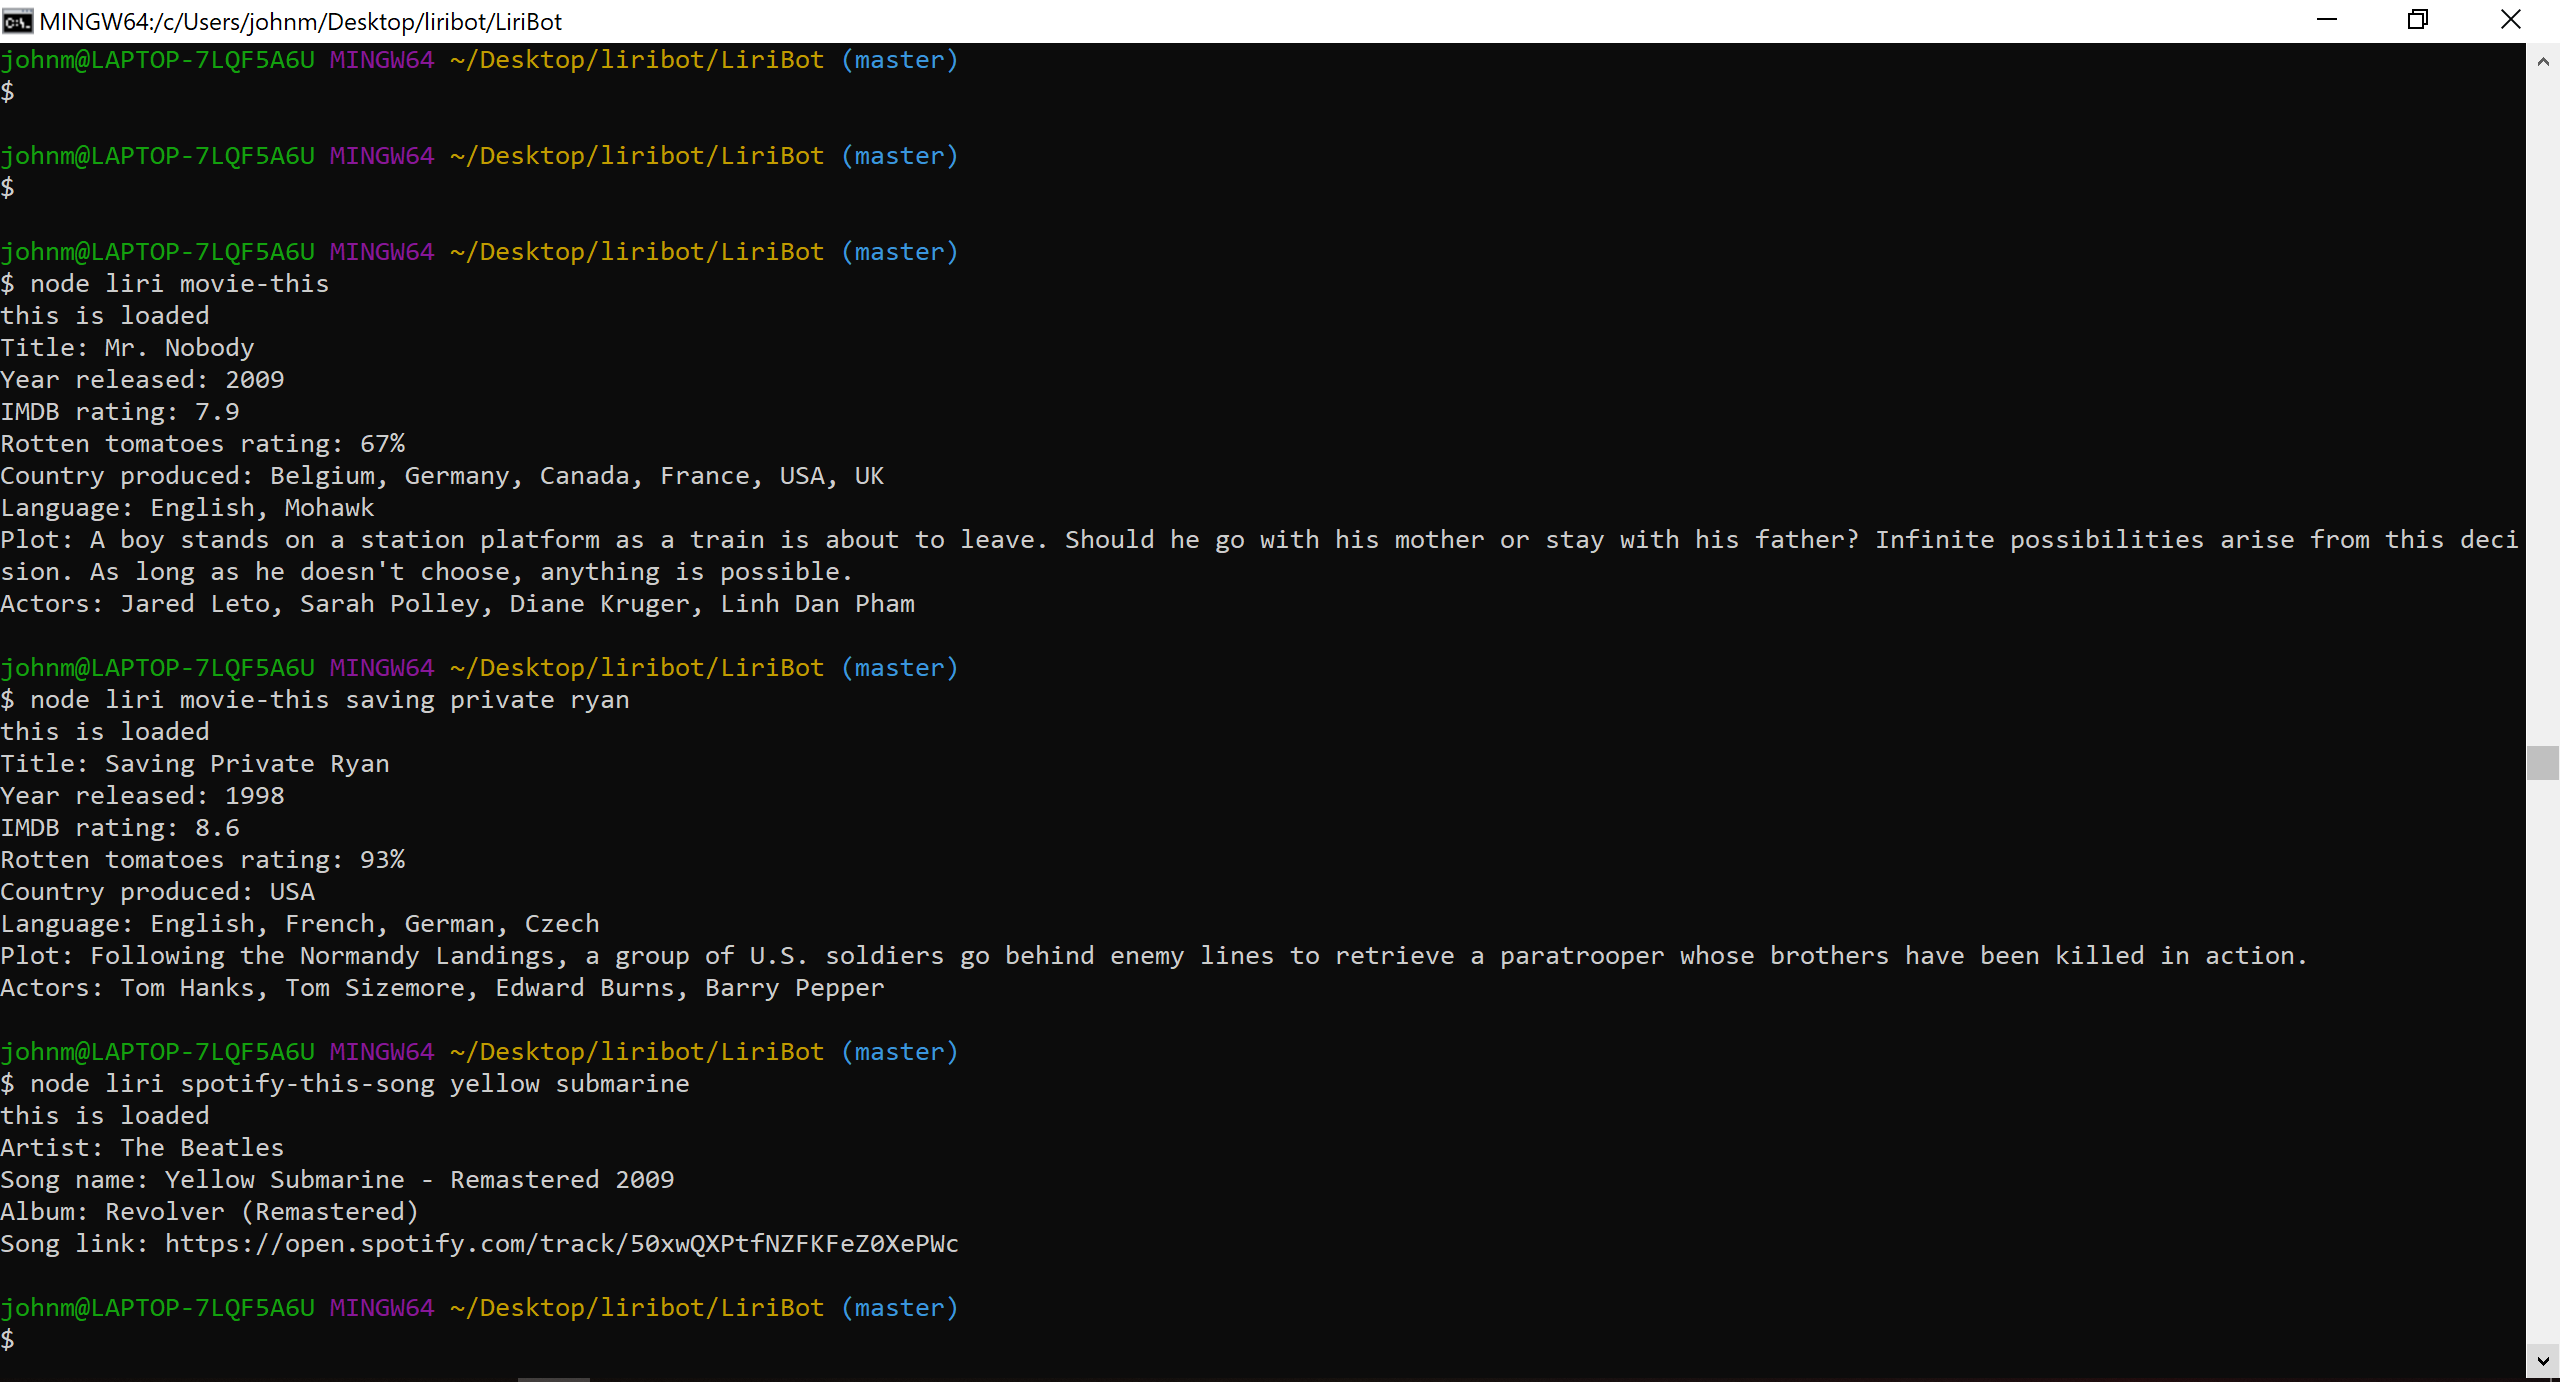 MINGW64:/c/Users/johnm/Desktop/liribot/LiriBot
johnm@LAPTOP-7LQF5A6U MINGW64 ~/Desktop/liribot/LiriBot (master)
$
johnm@LAPTOP-7LQF5A6U MINGW64 ~/Desktop/liribot/LiriBot (master)
$
johnm@LAPTOP-7LQF5A6U MINGW64 ~/Desktop/liribot/LiriBot (master)
$ node liri movie-this
this is loaded
Title: Mr. Nobody
Year released: 2009
IMDB rating: 7.9
Rotten tomatoes rating: 67%
Country produced: Belgium, Germany, Canada, France, USA, UK
Language: English, Mohawk
Plot: A boy stands on a station platform as a train is about to leave. Should he go with his mother or stay with his father? Infinite possibilities arise from this deci
sion. As long as he doesn't choose, anything is possible.
Actors: Jared Leto, Sarah Polley, Diane Kruger, Linh Dan Pham
johnm@LAPTOP-7LQF5A6U MINGW64 ~/Desktop/liribot/LiriBot (master)
$ node liri movie-this saving private ryan
this is loaded
Title: Saving Private Ryan
Year released: 1998
IMDB rating: 8.6
Rotten tomatoes rating: 93%
Country produced: USA
Language: English, French, German, Czech
Plot: Following the Normandy Landings, a group of U.S. soldiers go behind enemy lines to retrieve a paratrooper whose brothers have been killed in action.
Actors: Tom Hanks, Tom Sizemore, Edward Burns, Barry Pepper
johnm@LAPTOP-7LQF5A6U MINGW64 ~/Desktop/liribot/LiriBot (master)
$ node liri spotify-this-song yellow submarine
this is loaded
Artist: The Beatles
Song name: Yellow Submarine - Remastered 2009
Album: Revolver (Remastered)
Song link: https://open.spotify.com/track/50xwQXPtfNZFKFeZ0XePWc
johnm@LAPTOP-7LQF5A6U MINGW64 ~/Desktop/liribot/LiriBot (master)
$